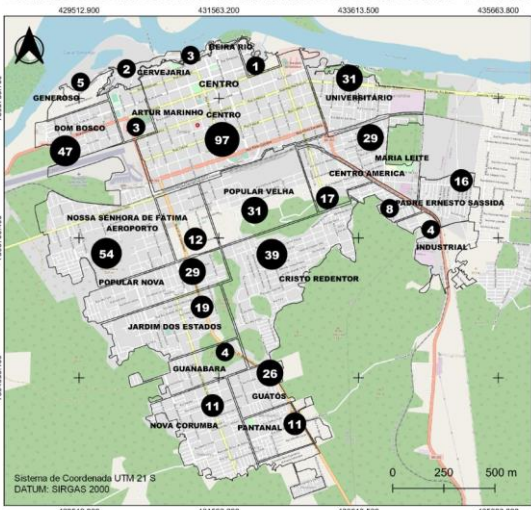 429512.900 431563.200 433613.500 435663.800
3
BEIRA RIO
1
2
CERVEJARIA
5
CENTRO
31
GENEROSO
UNIVERSITÁRIO
ARTUR MARINHO
CENTRO
DOM BOSCO
3
97
29
47
MARIA LEITE
CENTRO AMERICA
16
POPULAR VELHA
17
PADRE ERNESTO SASSIDA
31
8
NOSSA SENHORA DE FÁTIMA
AEROPORTO
12
4
INDUSTRIAL
54
39
29
POPULAR NOVA
CRISTO REDENTOR
19
JARDIM DOS ESTADOS
4
GUANABARA
26
GUATÓS
11
NOVA CORUMBÁ
PANTANAL
11
Sistema de Coordenada UTM 21 S
DATUM: SIRGAS 2000
0 250 500 m